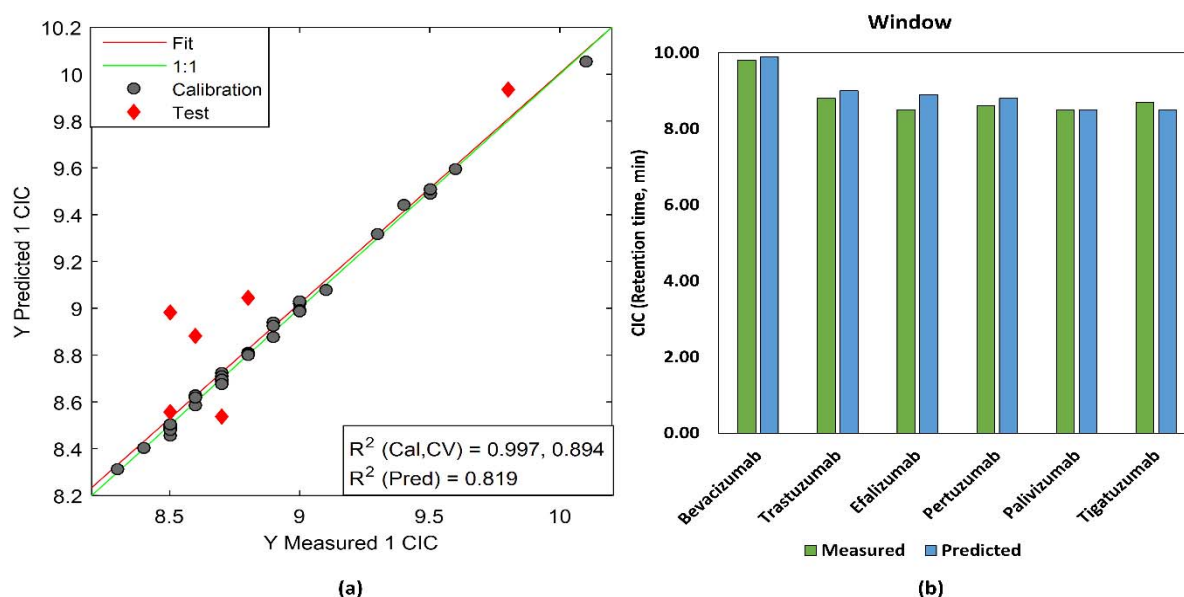 10.2
10
9.8
9.6
9.4
9.2
9
8.8
8.6
8.4
8.2
Y Predicted 1 CIC
Fit
1:1
Calibration
Test
R² (Cal,CV) = 0.997, 0.894
R² (Pred) = 0.819
8.5 9 9.5 10
Y Measured 1 CIC
(a)
Window
10.00
8.00
6.00
4.00
2.00
0.00
CIC (Retention time, min)
Bevacizumab
Trastuzumab
Efalizumab
Pertuzumab
Palivizumab
Tigatuzumab
Measured Predicted
(b)